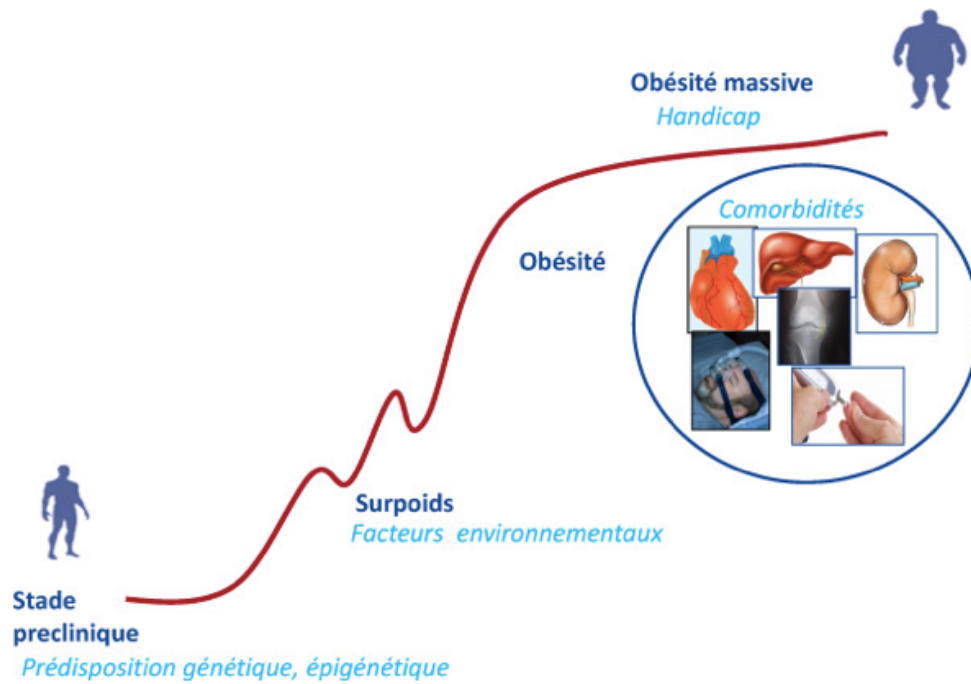 Obésité massive
Handicap
Comorbidités
Obésité
Surpoids
Facteurs environnementaux
Stade
preclinique
Prédisposition génétique, épigénétique